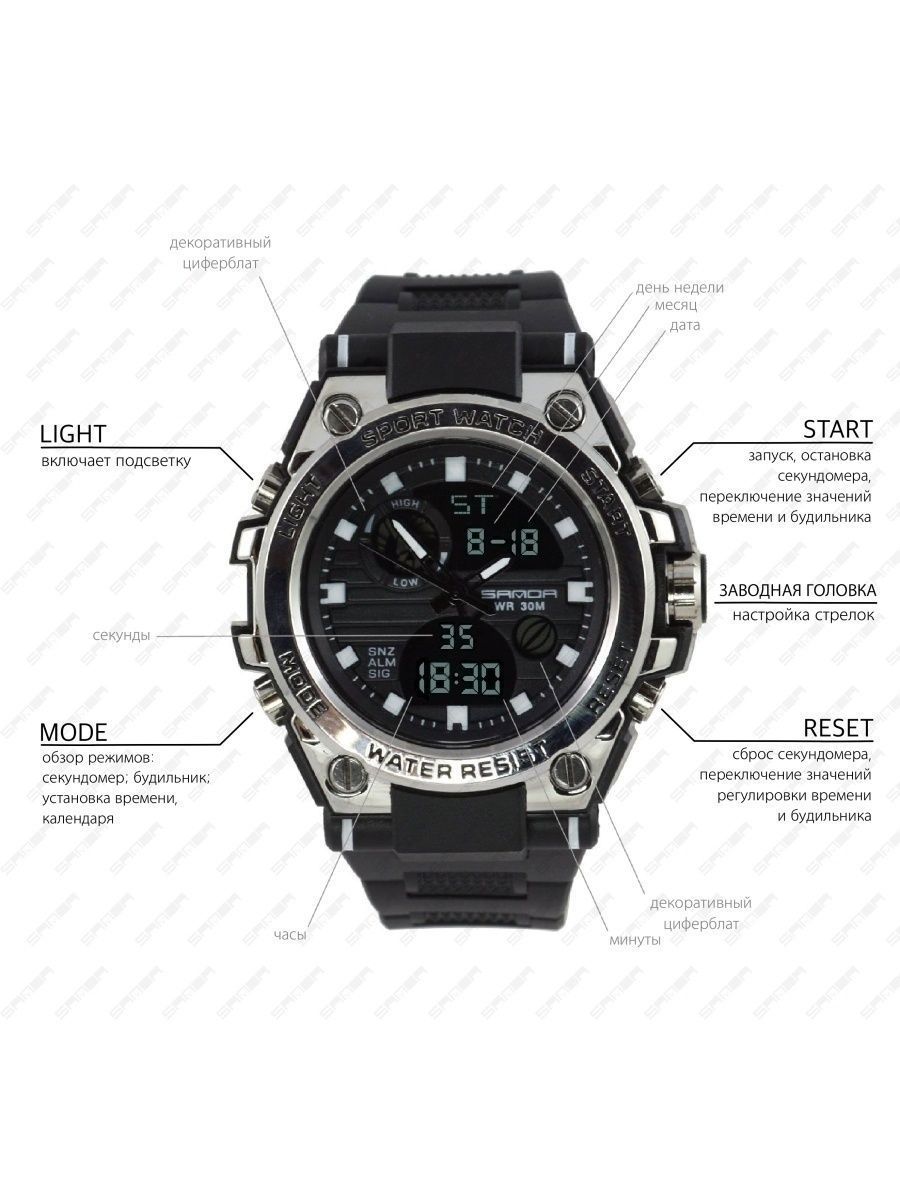 декоративный
циферблат
день недели
месяц
дата
LIGHT
включает подсветку
START
запуск, остановка
секундомера,
переключение значений
времени и будильника
SPORT WATCH
LIGHT
START
HIGH
LOW
ST
8-18
SANDA
WR 30M
ЗАВОДНАЯ ГОЛОВКА
настройка стрелок
секунды
35
SNZ
ALM
SIG
18:30
MODE
RESET
WATER RESIST
MODE
обзор режимов:
секундомер; будильник;
установка времени,
календаря
RESET
сброс секундомера,
переключение значений
регулировки времени
и будильника
часы
минуты
декоративный
циферблат